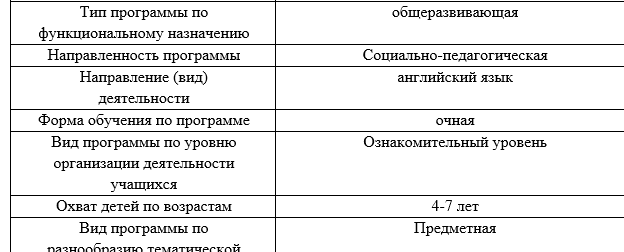 Тип программы по общеразвивающая
функциональному назначению
Направленность программы Социально-педагогическая
Направление (вид) английский язык
деятельности
Форма обучения по программе очная
Вид программы по уровню Ознакомительный уровень
организации деятельности
учащихся
Охват детей по возрастам 4-7 лет
Вид программы по Предметная
разнообразию тематической